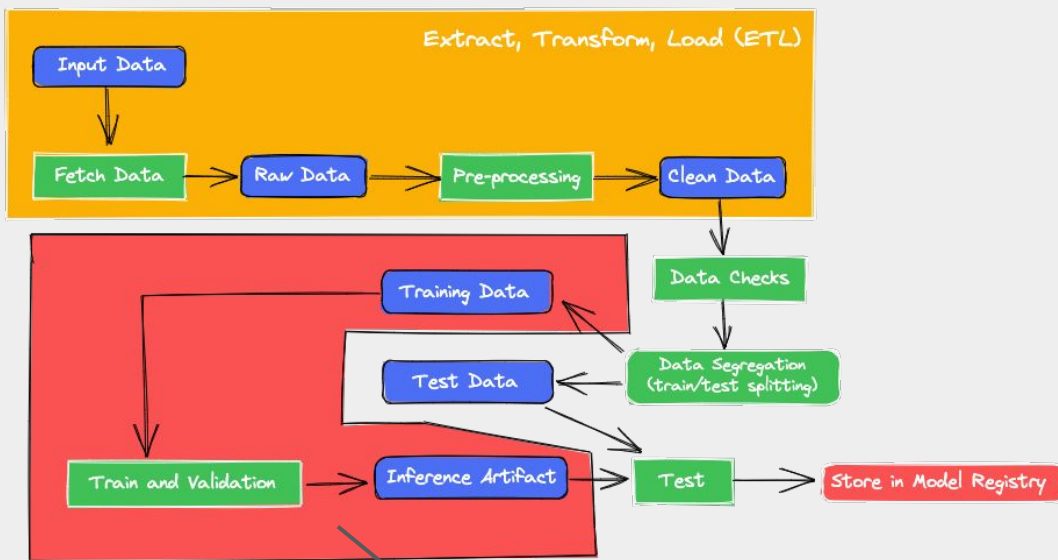 Extract, Transform, Load (ETL)
Input Data
Fetch Data
Raw Data
Pre-processing
Clean Data
Data Checks
Training Data
Data Segregation
(train/test splitting)
Test Data
Train and Validation
Inference Artifact
Test
Store in Model Registry